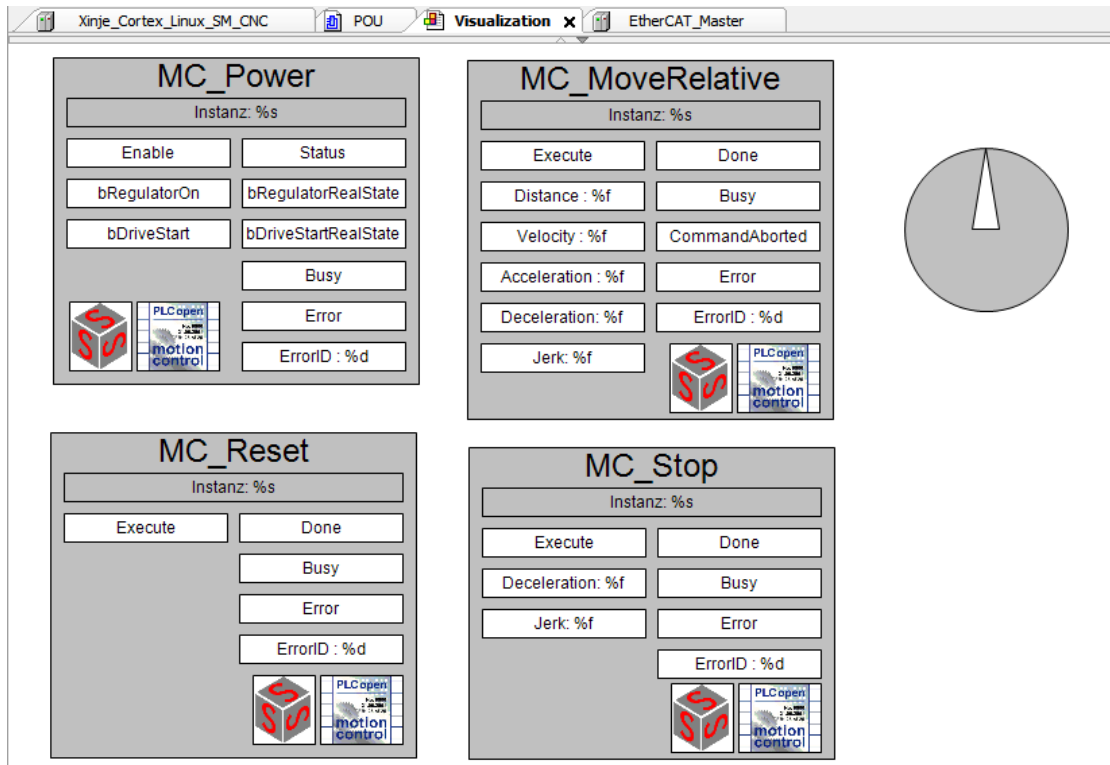 Xinje_Cortex_Linux_SM_CNC
POU
Visualization
EtherCAT_Master
MC_Power
Instanz: %s
Enable
Status
bRegulatorOn
bRegulatorRealState
bDriveStart
bDriveStartRealState
Busy
Error
ErrorID : %d
S
S
S
PLCopen
motion
control
MC_MoveRelative
Instanz: %s
Execute
Done
Distance : %f
Busy
Velocity : %f
CommandAborted
Acceleration : %f
Error
Deceleration: %f
ErrorID : %d
Jerk: %f
S
S
S
PLCopen
motion
control
MC_Reset
Instanz: %s
Execute
Done
Busy
Error
ErrorID : %d
S
S
S
PLCopen
motion
control
MC_Stop
Instanz: %s
Execute
Done
Deceleration: %f
Busy
Jerk: %f
Error
ErrorID : %d
S
S
S
PLCopen
motion
control